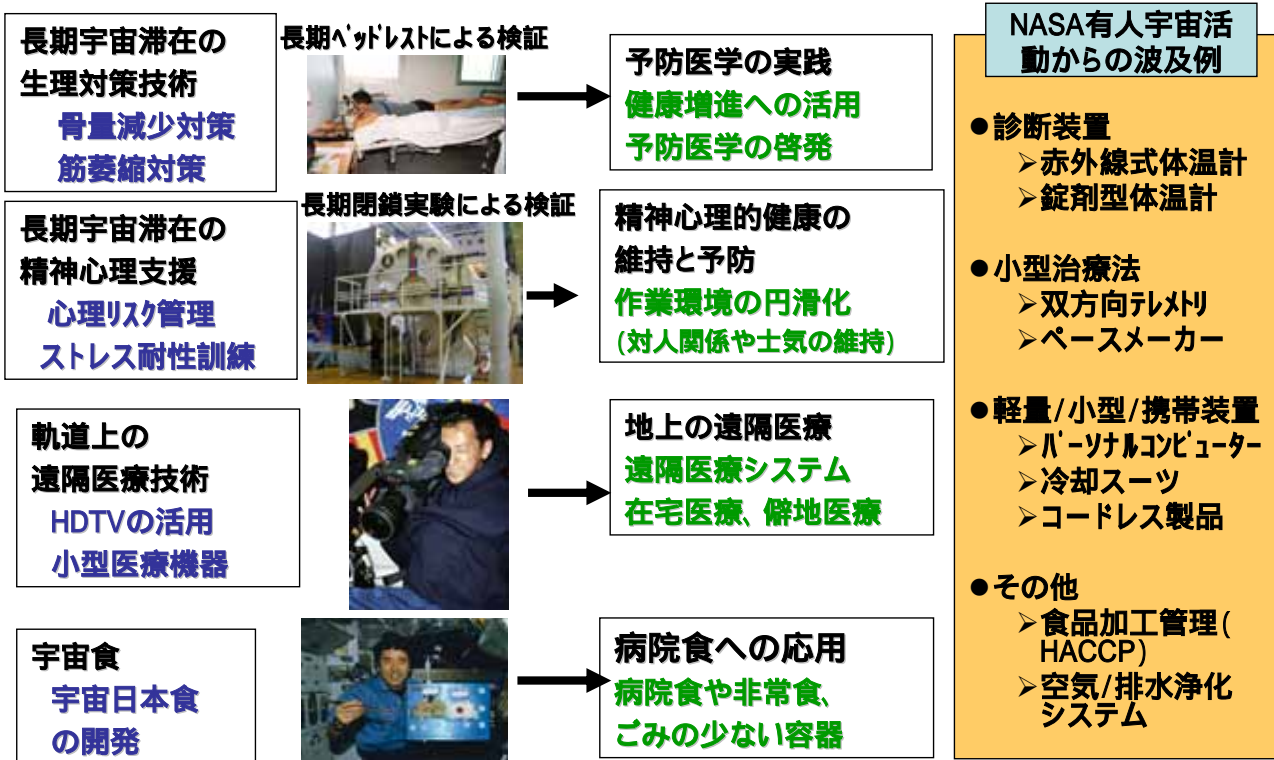 長期宇宙滞在の
生理対策技術
骨量減少対策
筋萎縮対策
長期ﾍﾞｯﾄﾞﾚｽﾄによる検証
予防医学の実践
健康増進への活用
予防医学の啓発
長期宇宙滞在の
精神心理支援
心理ﾘｽｸ管理
ストレス耐性訓練
長期閉鎖実験による検証
精神心理的健康の
維持と予防
作業環境の円滑化
(対人関係や士気の維持)
軌道上の
遠隔医療技術
HDTVの活用
小型医療機器
地上の遠隔医療
遠隔医療システム
在宅医療、僻地医療
宇宙食
宇宙日本食
の開発
病院食への応用
病院食や非常食、
ごみの少ない容器
NASA有人宇宙活
動からの波及例
●診断装置
➢赤外線式体温計
➢錠剤型体温計
●小型治療法
➢双方向ﾃﾚﾒﾄﾘ
➢ペースメーカー
●軽量/小型/携帯装置
➢ﾊﾟｰｿﾅﾙｺﾝﾋﾟｭｰﾀｰ
➢冷却スーツ
➢コードレス製品
●その他
➢食品加工管理(
HACCP)
➢空気/排水浄化
システム